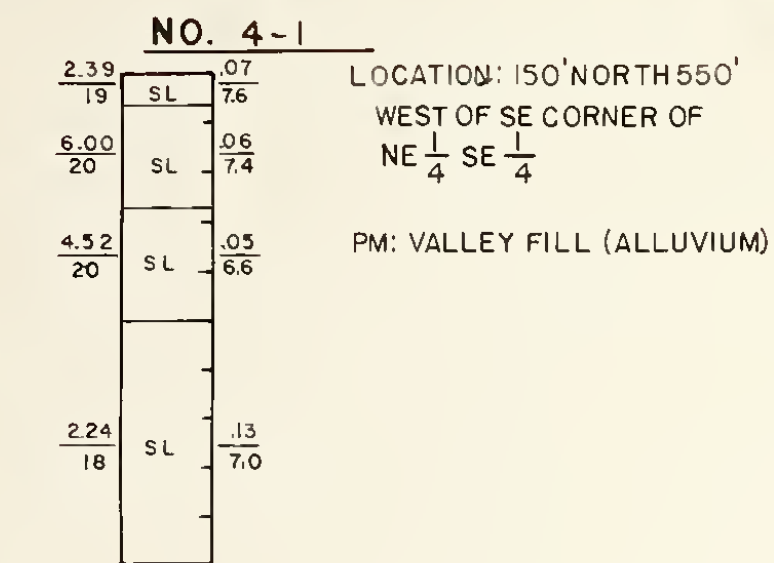 NO. 4-1
2.39
19
SL
.07
7.6
6.00
20
SL
.06
7.4
4.52
20
SL
.05
6.6
2.24
18
SL
.13
7.0
LOCATION: 150'NORTH 550'
WEST OF SE CORNER OF
NE 1/4 SE 1/4
PM: VALLEY FILL (ALLUVIUM)